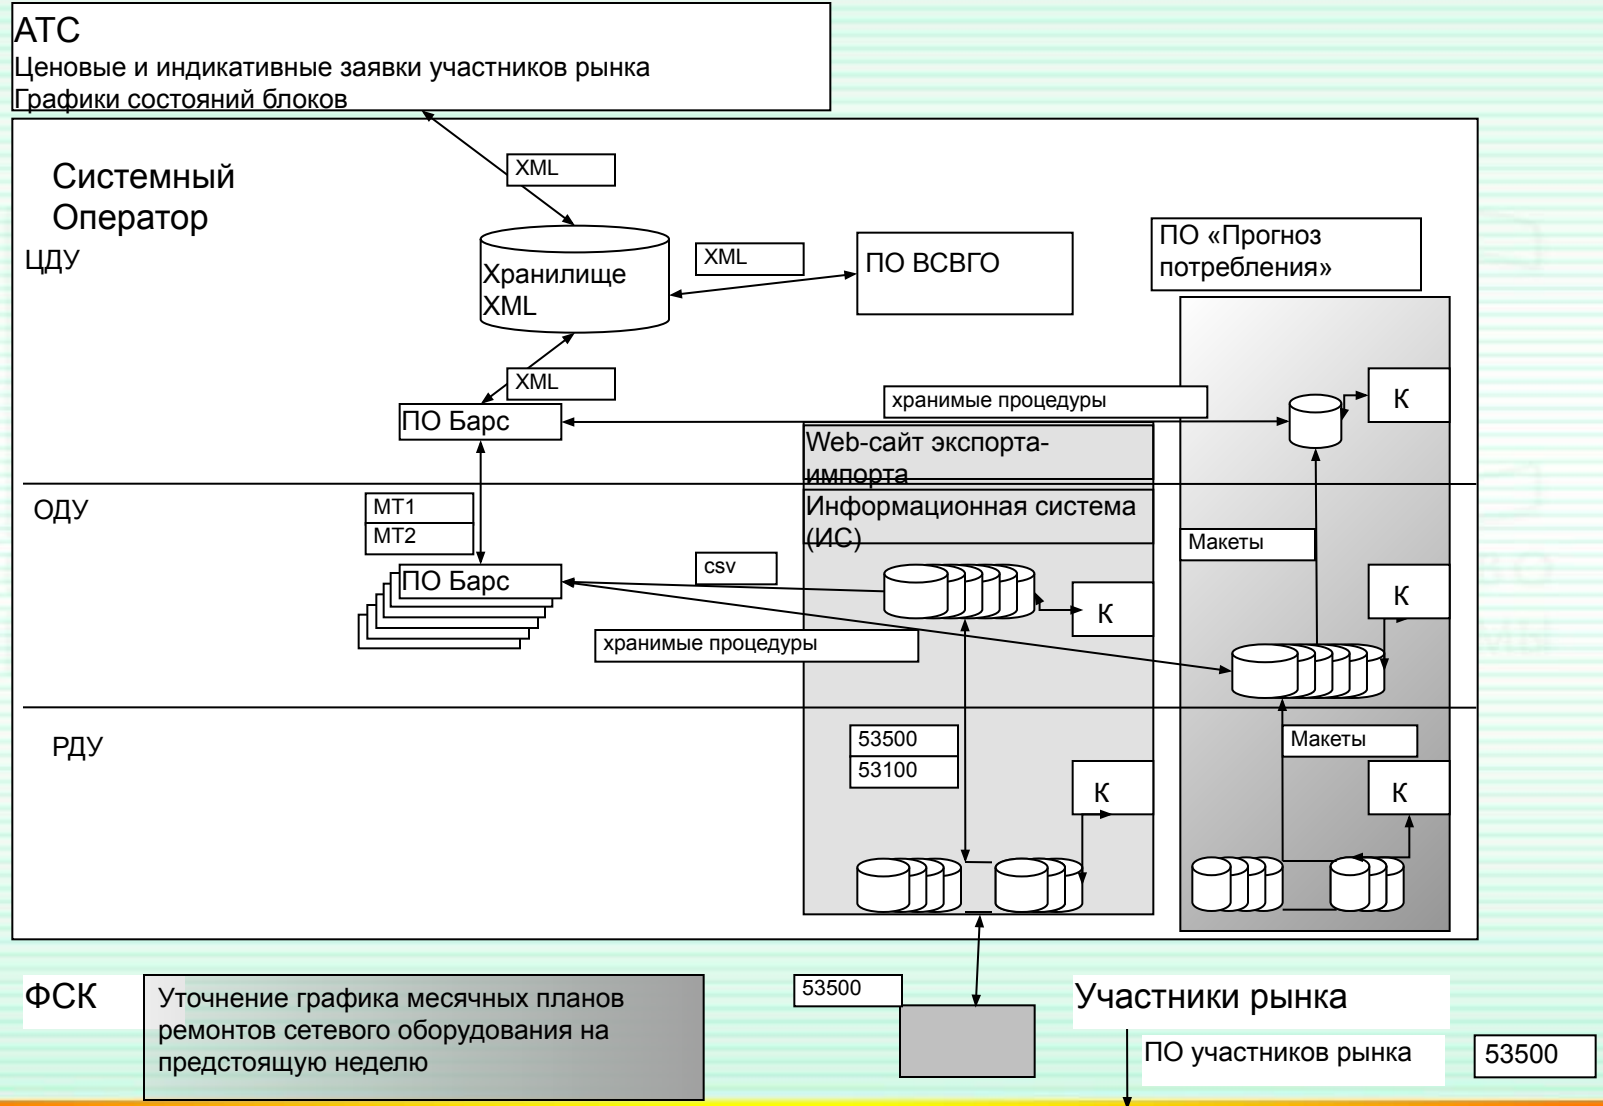 АТС
Ценовые и индикативные заявки участников рынка
Графики состояний блоков
XML
Системный
Оператор
ЦДУ
Хранилище
XML
XML
ПО ВСВГО
ПО «Прогноз
потребления»
XML
ПО Барс
хранимые процедуры
К
Web-сайт экспорта-
импорта
ОДУ
МТ1
МТ2
Информационная система
(ИС)
Макеты
ПО Барс
csv
К
К
хранимые процедуры
РДУ
53500
53100
Макеты
К
К
ФСК
Уточнение графика месячных планов
ремонтов сетевого оборудования на
предстоящую неделю
53500
Участники рынка
ПО участников рынка
53500